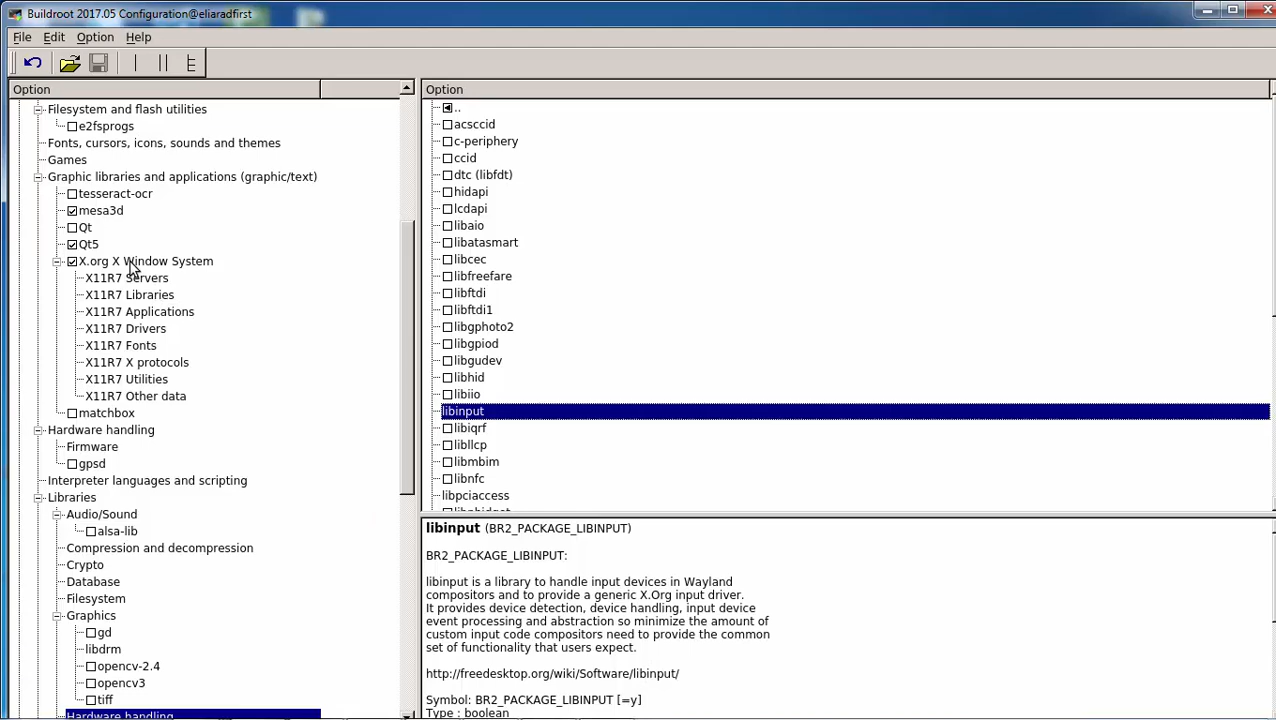 Buildroot 2017.05 Configuration@eliaradfirst
File Edit Option Help
Option
Filesystem and flash utilities
e2fsprogs
Fonts, cursors, icons, sounds and themes
Games
Graphic libraries and applications (graphic/text)
tesseract-ocr
mesa3d
Qt
Qt5
X.org X Window System
X11R7 Servers
X11R7 Libraries
X11R7 Applications
X11R7 Drivers
X11R7 Fonts
X11R7 X protocols
X11R7 Utilities
X11R7 Other data
matchbox
Hardware handling
Firmware
gpsd
Interpreter languages and scripting
Libraries
Audio/Sound
alsa-lib
Compression and decompression
Crypto
Database
Filesystem
Graphics
gd
libdrm
opencv-2.4
opencv3
tiff
Hardware handling
Option
..
acsccid
c-periphery
ccid
dtc (libfdt)
hidapi
lcdapi
libaio
libatasmart
libcec
libfreefare
libftdi
libftdi1
libgphoto2
libgpiod
libgudev
libhid
libiio
libinput
libiqrf
libllcp
libmbim
libnfc
libpciaccess
libinput (BR2_PACKAGE_LIBINPUT)
BR2_PACKAGE_LIBINPUT:
libinput is a library to handle input devices in Wayland
compositors and to provide a generic X.Org input driver.
It provides device detection, device handling, input device
event processing and abstraction so minimize the amount of
custom input code compositors need to provide the common
set of functionality that users expect.
http://freedesktop.org/wiki/Software/libinput/
Symbol: BR2_PACKAGE_LIBINPUT [=y]
Type : boolean